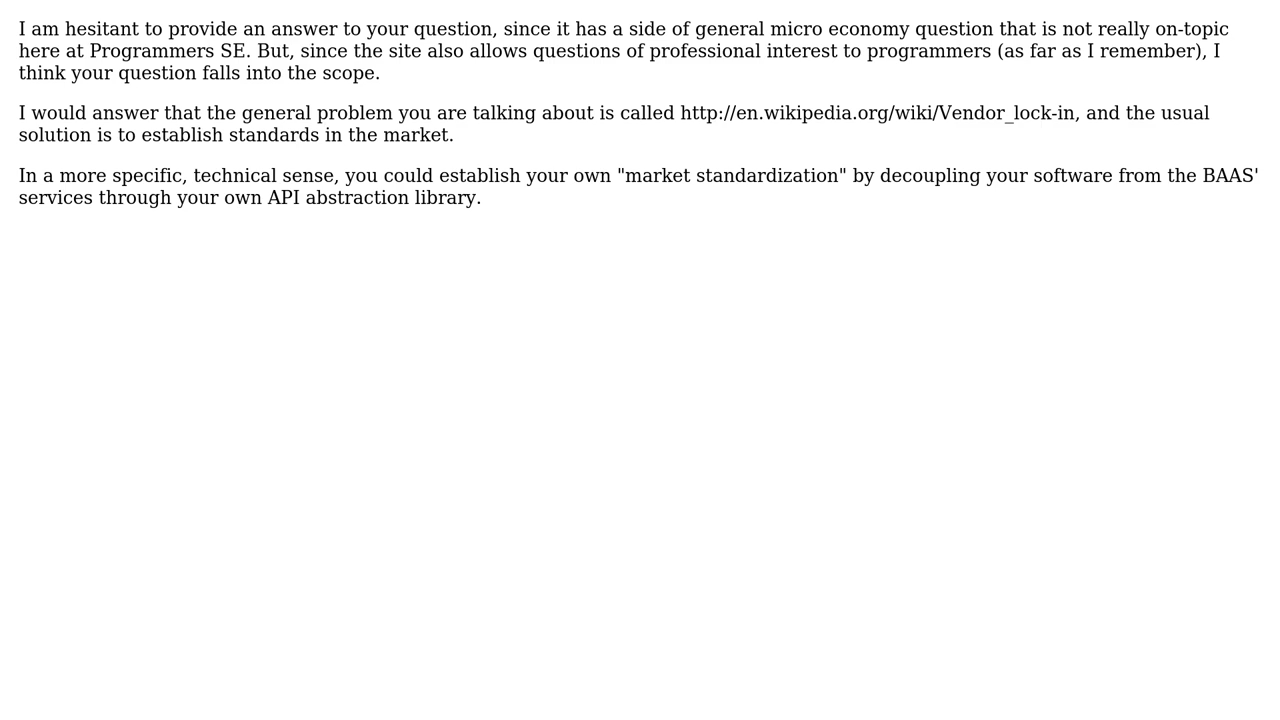 I am hesitant to provide an answer to your question, since it has a side of general micro economy question that is not really on-topic
here at Programmers SE. But, since the site also allows questions of professional interest to programmers (as far as I remember), I
think your question falls into the scope.
I would answer that the general problem you are talking about is called http://en.wikipedia.org/wiki/Vendor_lock-in, and the usual
solution is to establish standards in the market.
In a more specific, technical sense, you could establish your own "market standardization" by decoupling your software from the BAAS'
services through your own API abstraction library.